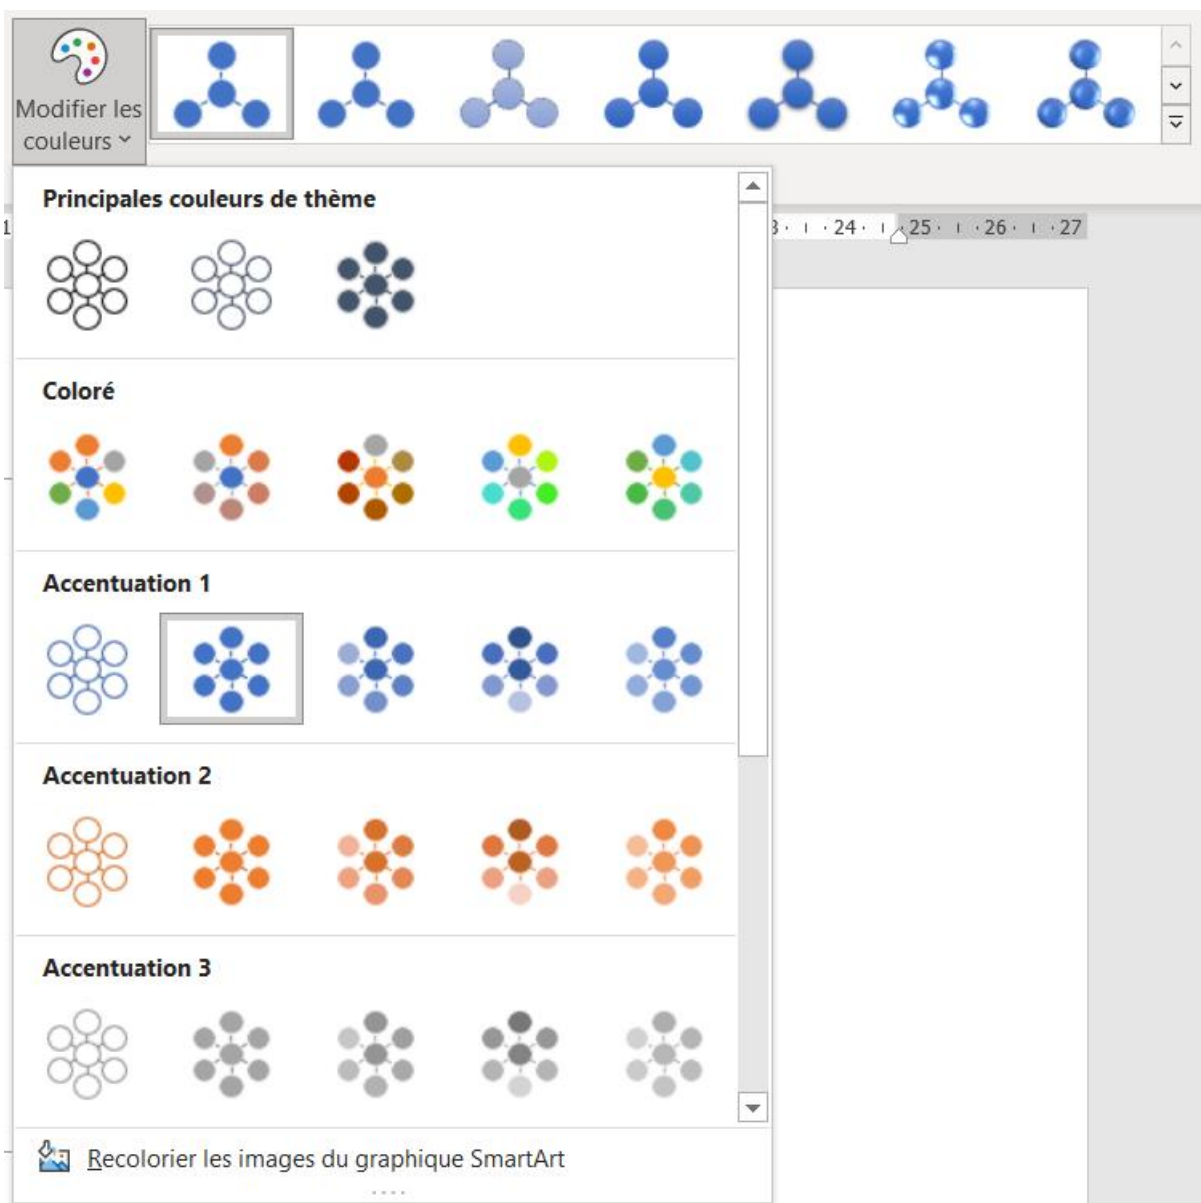 Modifier les
couleurs
Principales couleurs de thème
24 25 26 27
Coloré
Accentuation 1
Accentuation 2
Accentuation 3
Recolorier les images du graphique SmartArt